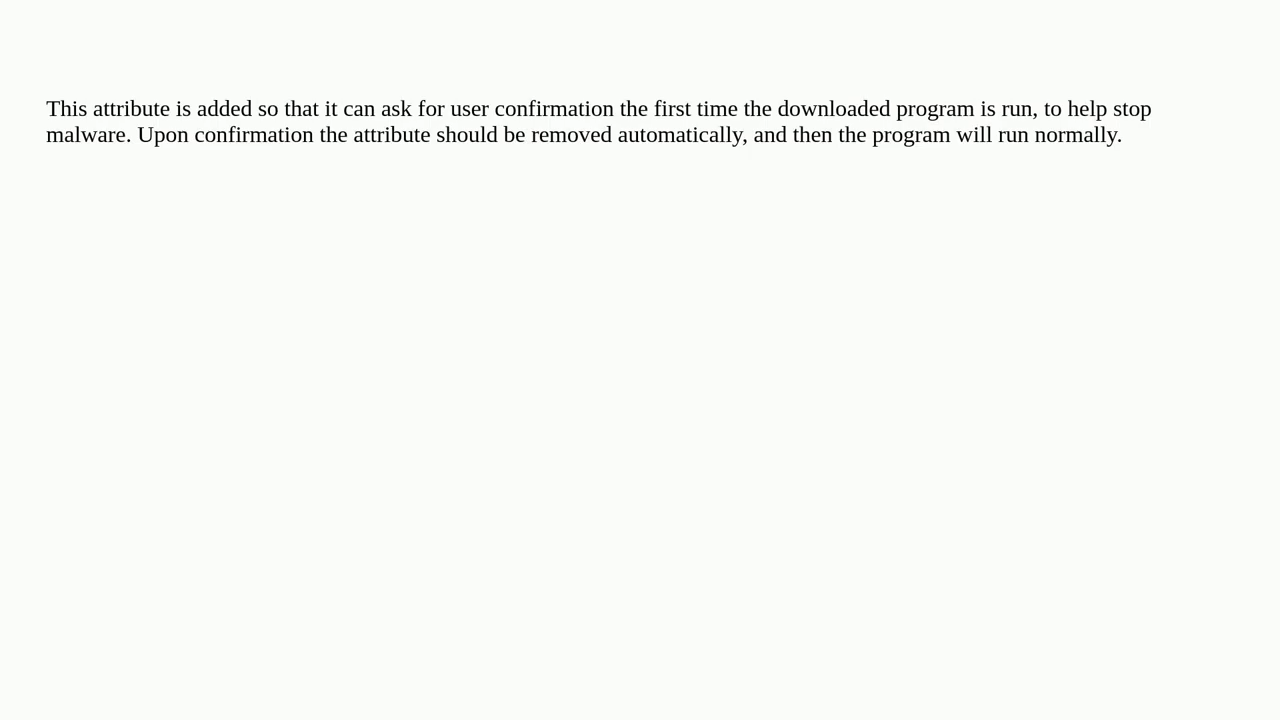 This attribute is added so that it can ask for user confirmation the first time the downloaded program is run, to help stop
malware. Upon confirmation the attribute should be removed automatically, and then the program will run normally.